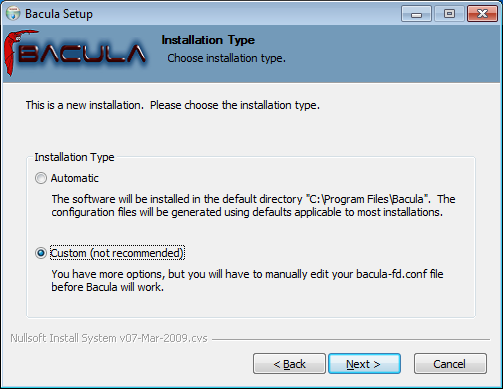 Bacula Setup
BACULA
Installation Type
Choose installation type.
This is a new installation. Please choose the installation type.
Installation Type
Automatic
The software will be installed in the default directory "C:\Program Files\Bacula". The
configuration files will be generated using defaults applicable to most installations.
Custom (not recommended)
You have more options, but you will have to manually edit your bacula-fd.conf file
before Bacula will work.
Nullsoft Install System v07-Mar-2009.cvs
< Back
Next >
Cancel